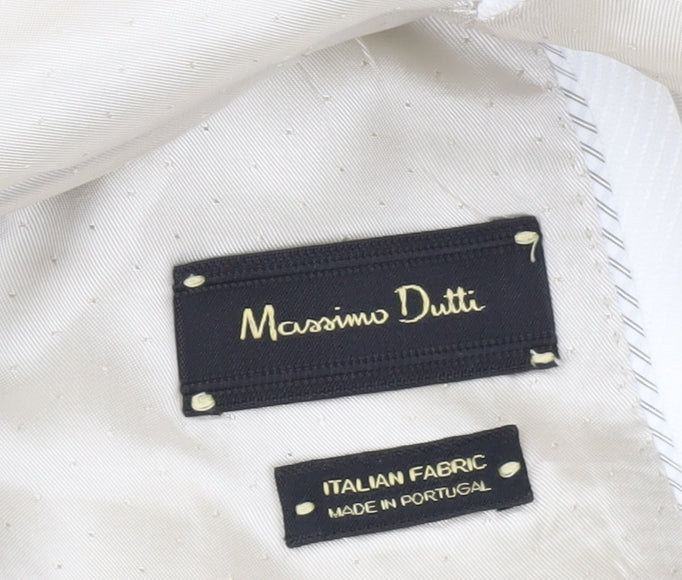 Massimo Dutti
ITALIAN FABRIC
MADE IN PORTUGAL